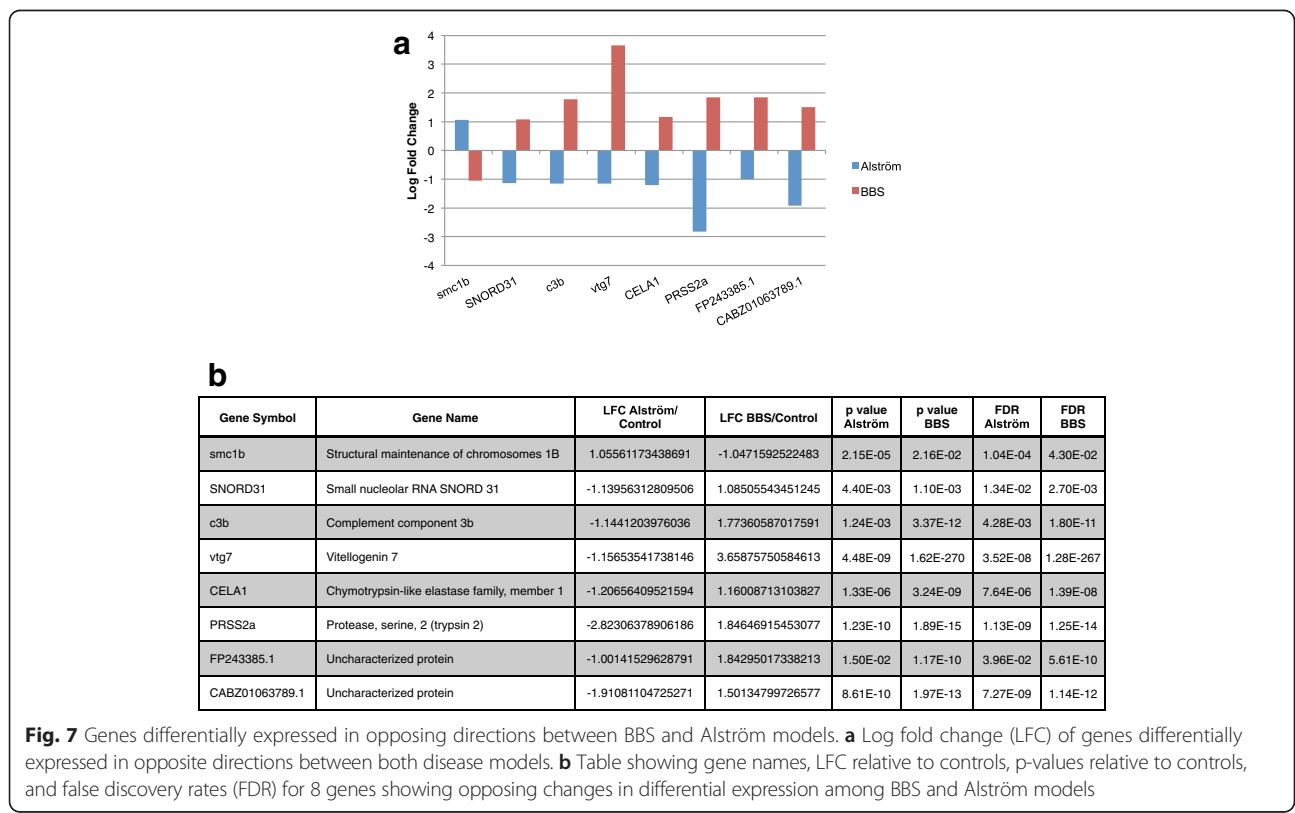 a
4
3
2
1
0
-1
-2
-3
-4
Log Fold Change
smc1b
SNORD31
c3b
vtg7
CELA1
PRSS2a
FP243385.1
CABZ01063789.1
Alström
BBS
b
Gene Symbol Gene Name LFC Alström/ Control LFC BBS/Control p value Alström p value BBS FDR Alström FDR BBS
smc1b Structural maintenance of chromosomes 1B 1.05561173438691 -1.0471592522483 2.15E-05 2.16E-02 1.04E-04 4.30E-02
SNORD31 Small nucleolar RNA SNORD 31 -1.13956312809506 1.08505543451245 4.40E-03 1.10E-03 1.34E-02 2.70E-03
c3b Complement component 3b -1.1441203976036 1.77360587017591 1.24E-03 3.37E-12 4.28E-03 1.80E-11
vtg7 Vitellogenin 7 -1.15653541738146 3.65875750584613 4.48E-09 1.62E-270 3.52E-08 1.28E-267
CELA1 Chymotrypsin-like elastase family, member 1 -1.20656409521594 1.16008713103827 1.33E-06 3.24E-09 7.64E-06 1.39E-08
PRSS2a Protease, serine, 2 (trypsin 2) -2.82306378906186 1.84646915453077 1.23E-10 1.89E-15 1.13E-09 1.25E-14
FP243385.1 Uncharacterized protein -1.00141529628791 1.84295017338213 1.50E-02 1.17E-10 3.96E-02 5.61E-10
CABZ01063789.1 Uncharacterized protein -1.91081104725271 1.50134799726577 8.61E-10 1.97E-13 7.27E-09 1.14E-12
Fig. 7 Genes differentially expressed in opposing directions between BBS and Alström models. a Log fold change (LFC) of genes differentially
expressed in opposite directions between both disease models. b Table showing gene names, LFC relative to controls, p-values relative to controls,
and false discovery rates (FDR) for 8 genes showing opposing changes in differential expression among BBS and Alström models